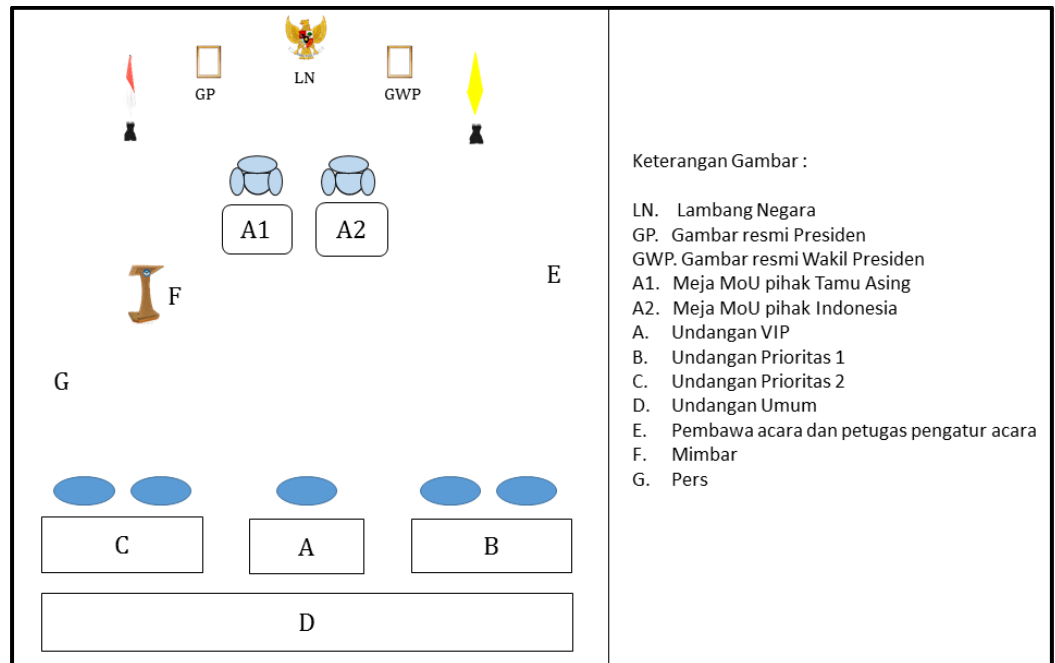 LN
GP
GWP
A1
A2
F
E
G
C
A
B
D
Keterangan Gambar :
LN. Lambang Negara
GP. Gambar resmi Presiden
GWP. Gambar resmi Wakil Presiden
A1. Meja MoU pihak Tamu Asing
A2. Meja MoU pihak Indonesia
A. Undangan VIP
B. Undangan Prioritas 1
C. Undangan Prioritas 2
D. Undangan Umum
E. Pembawa acara dan petugas pengatur acara
F. Mimbar
G. Pers